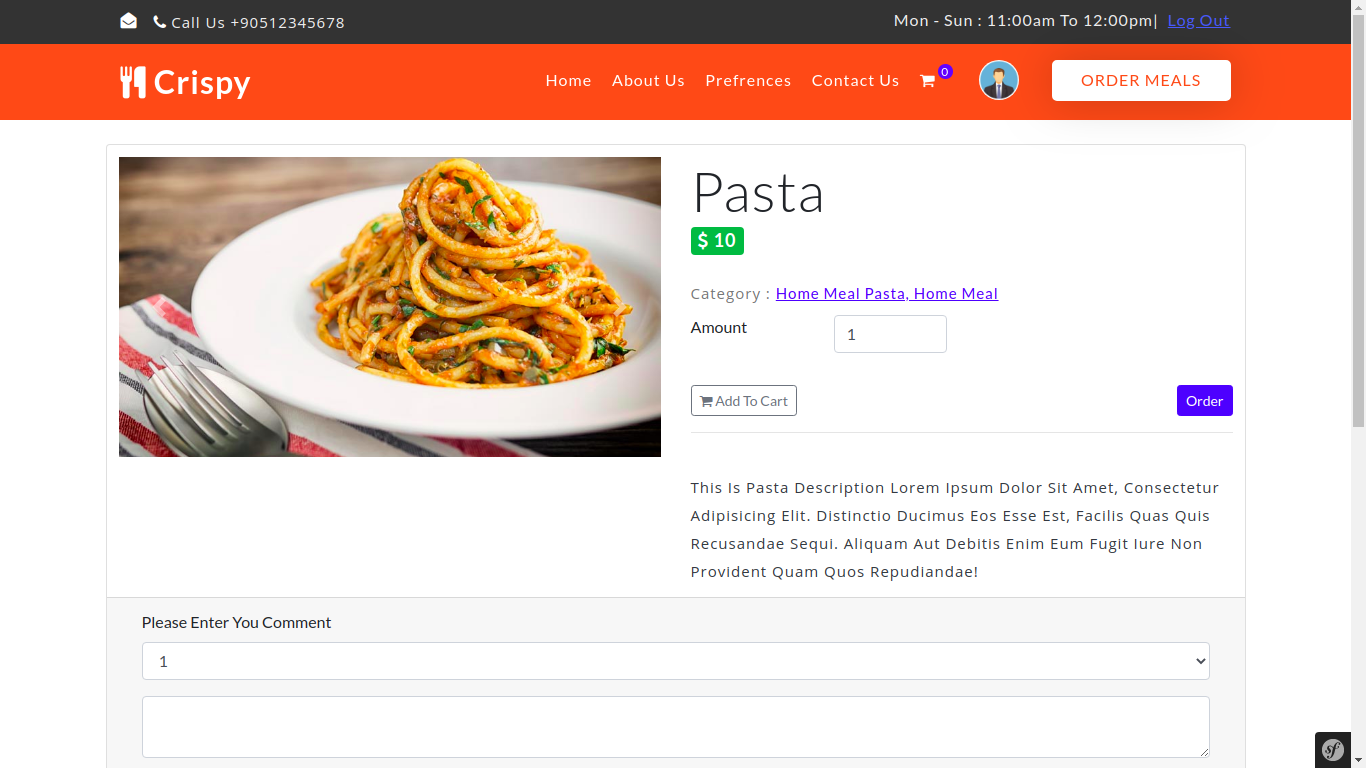 Call Us +90512345678
Mon - Sun : 11:00am To 12:00pm| Log Out
Crispy
Home About Us Prefrences Contact Us 0 ORDER MEALS
Pasta
$ 10
Category : Home Meal Pasta, Home Meal
Amount 1
Add To Cart Order
This Is Pasta Description Lorem Ipsum Dolor Sit Amet, Consectetur
Adipisicing Elit. Distinctio Ducimus Eos Esse Est, Facilis Quas Quis
Recusandae Sequi. Aliquam Aut Debitis Enim Eum Fugit Iure Non
Provident Quam Quos Repudiandae!
Please Enter You Comment
1
sf